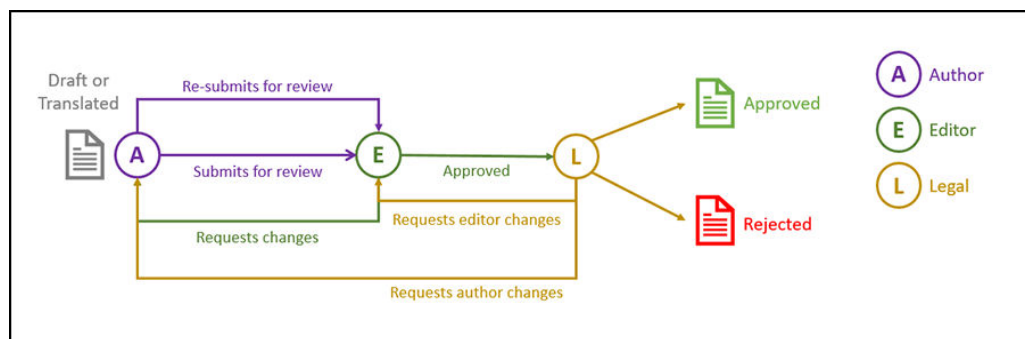 Draft or
Translated
Re-submits for review
A
Submits for review
E
Approved
L
Requests changes
Requests editor changes
Requests author changes
Approved
Rejected
A Author
E Editor
L Legal